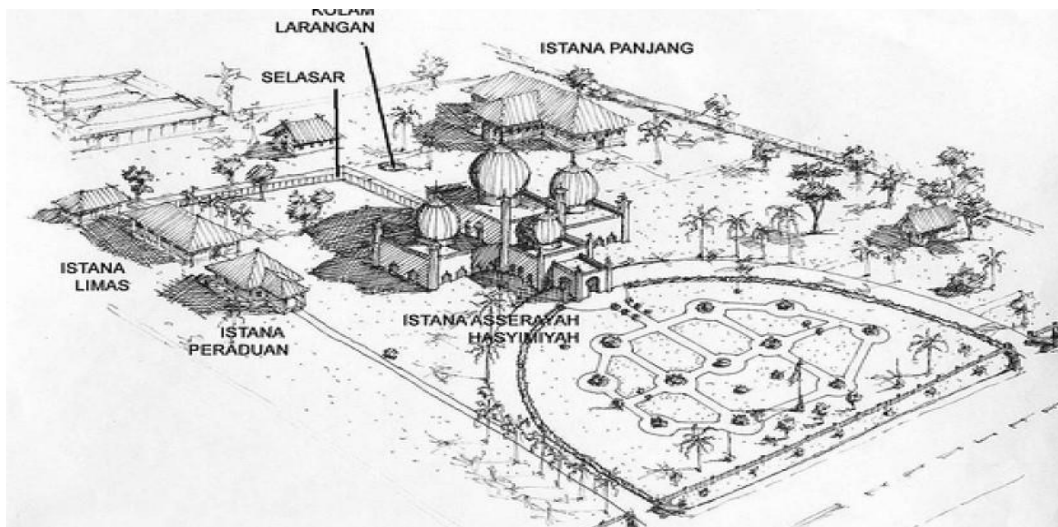 KOLAM
LARANGAN
ISTANA PANJANG
SELASAR
ISTANA
LIMAS
ISTANA
PERADUAN
ISTANA ASSERAYAH
HASYIMIYAH